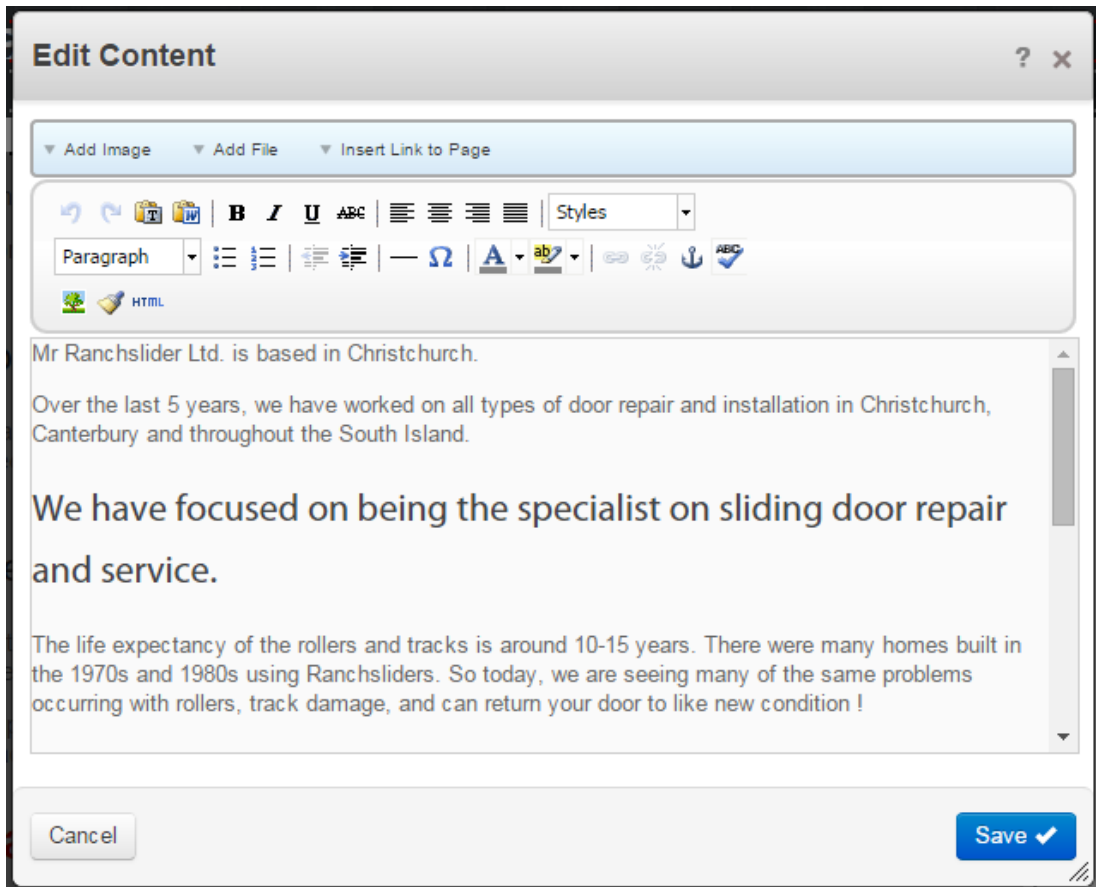 Edit Content ?
Add Image Add File Insert Link to Page
T W B I U ABC Styles
Paragraph Ω A ab ABC
HTML
Mr Ranchslider Ltd. is based in Christchurch.
Over the last 5 years, we have worked on all types of door repair and installation in Christchurch,
Canterbury and throughout the South Island.
We have focused on being the specialist on sliding door repair
and service.
The life expectancy of the rollers and tracks is around 10-15 years. There were many homes built in
the 1970s and 1980s using Ranchsliders. So today, we are seeing many of the same problems
occurring with rollers, track damage, and can return your door to like new condition !
Cancel Save